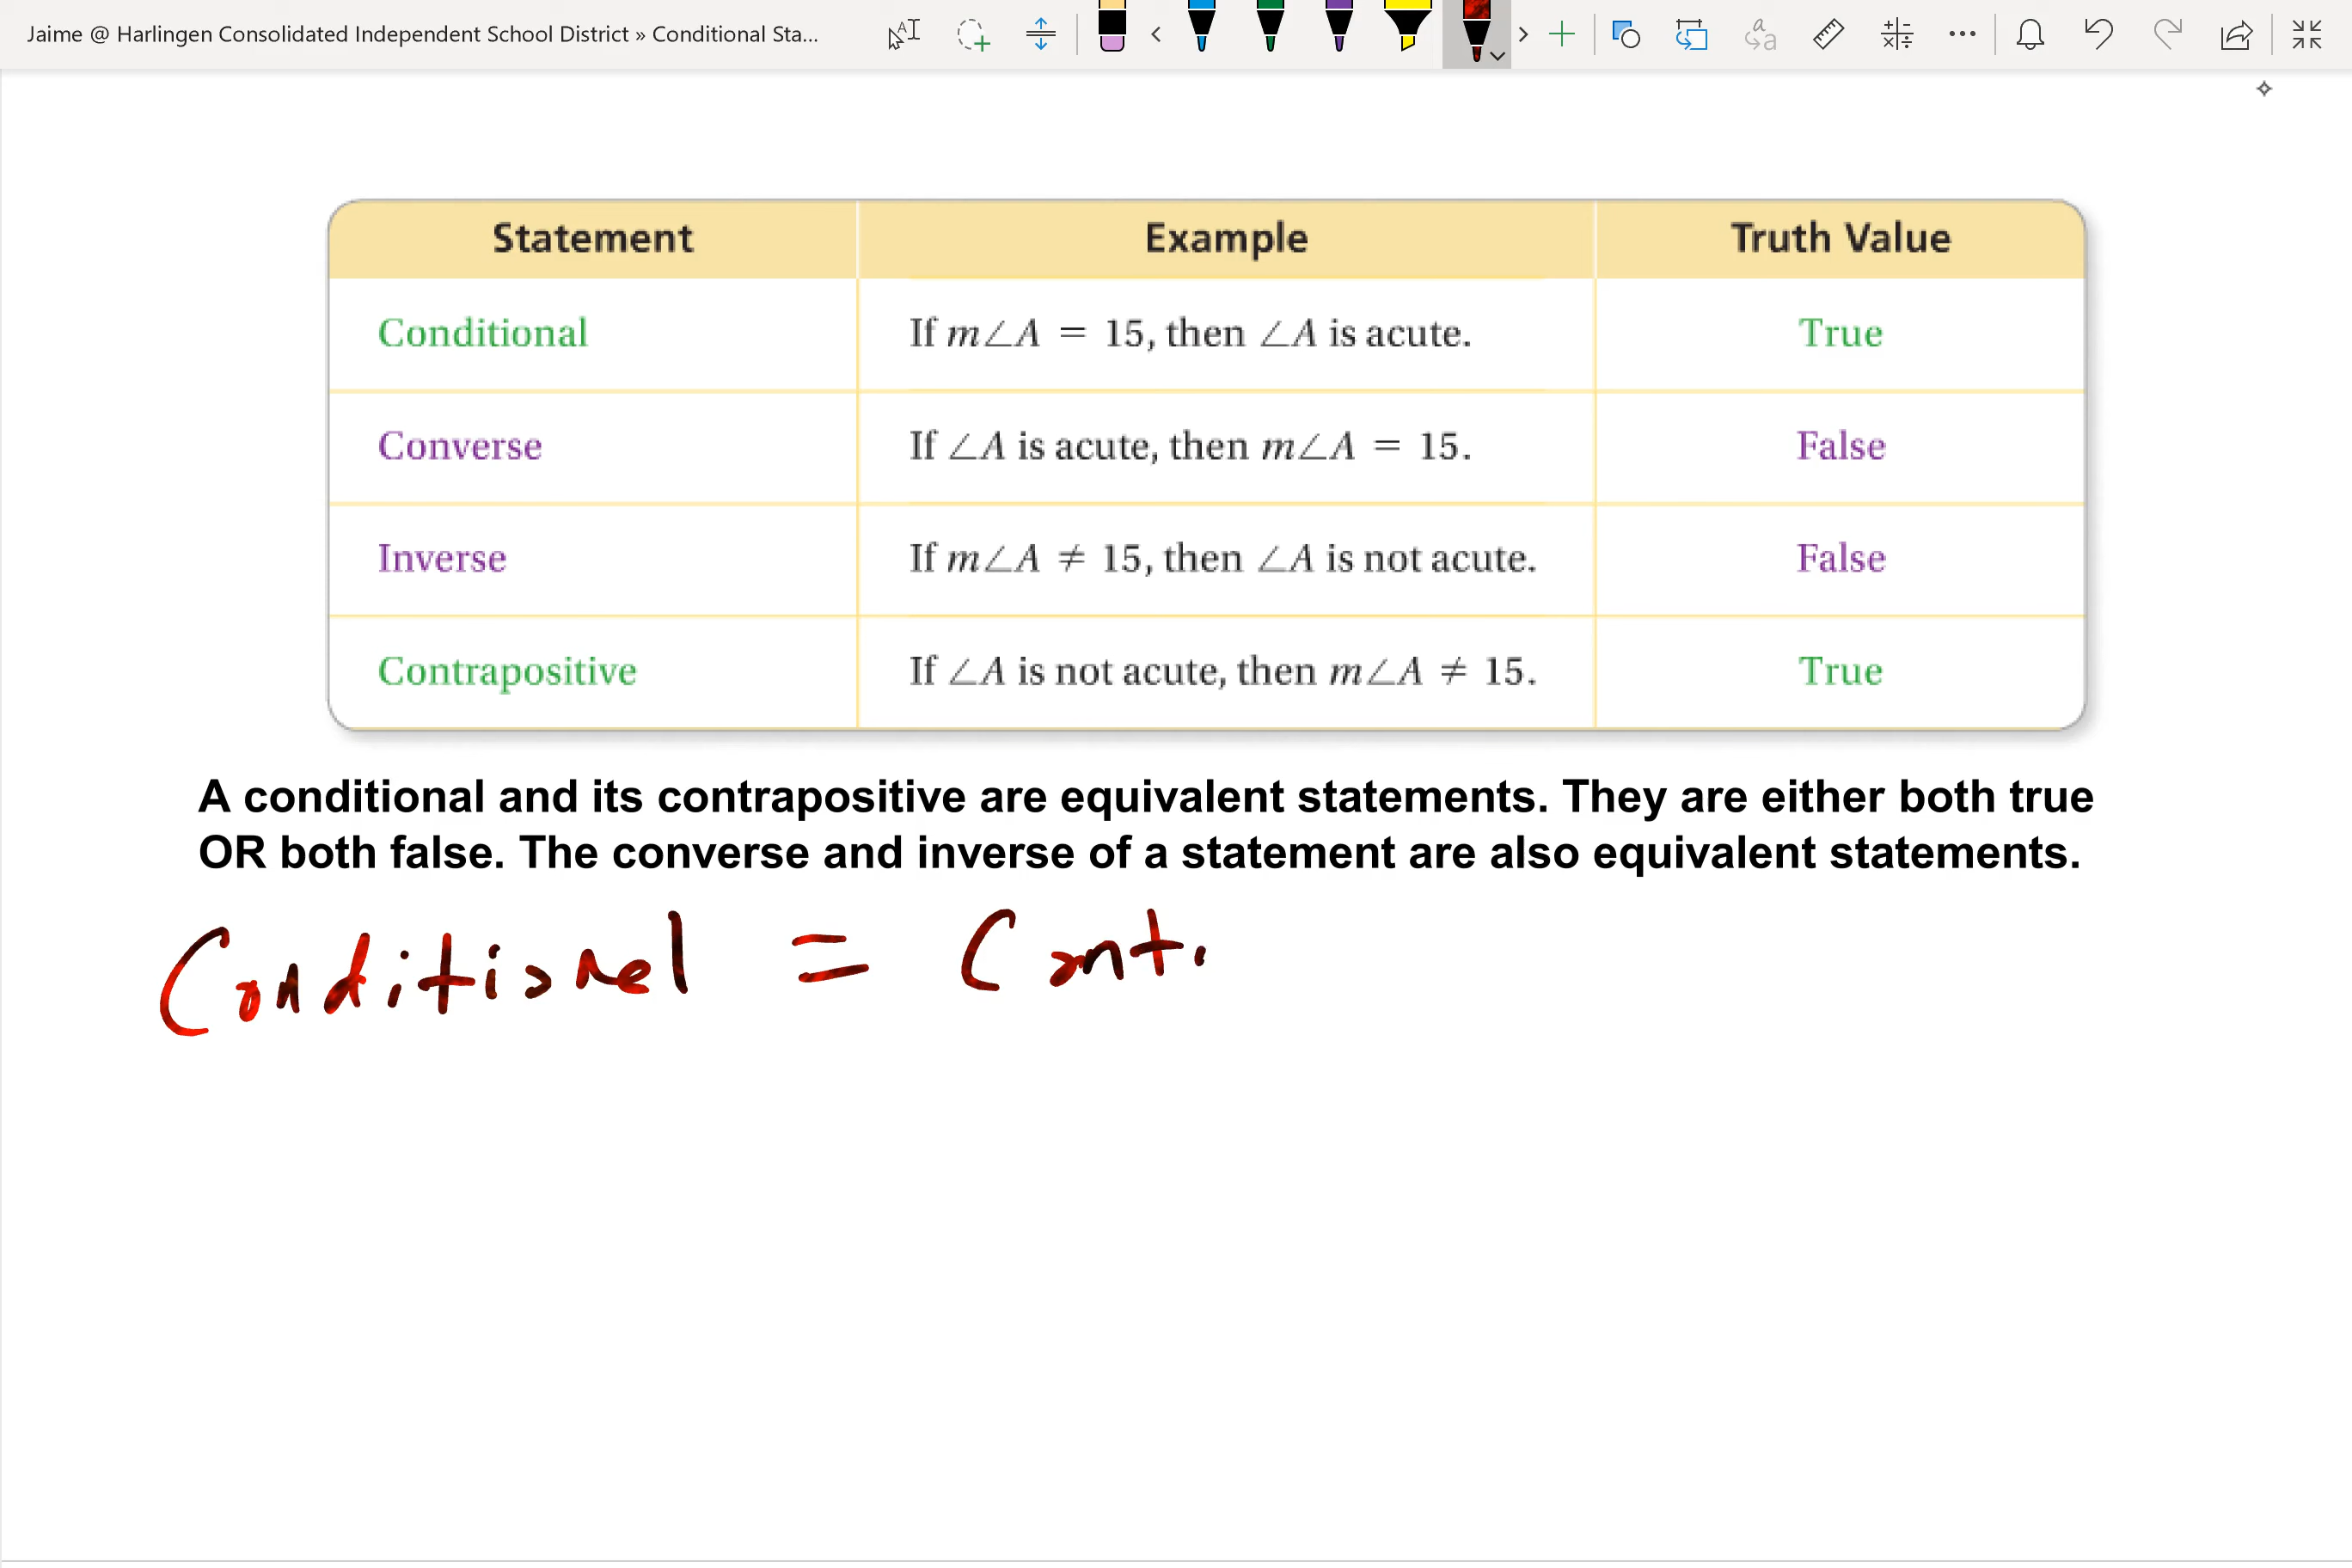 Jaime @ Harlingen Consolidated Independent School District » Conditional Sta...
Statement Example Truth Value
Conditional If m∠A = 15, then ∠A is acute. True
Converse If ∠A is acute, then m∠A = 15. False
Inverse If m∠A ≠ 15, then ∠A is not acute. False
Contrapositive If ∠A is not acute, then m∠A ≠ 15. True
A conditional and its contrapositive are equivalent statements. They are either both true
OR both false. The converse and inverse of a statement are also equivalent statements.
Conditional = Cont